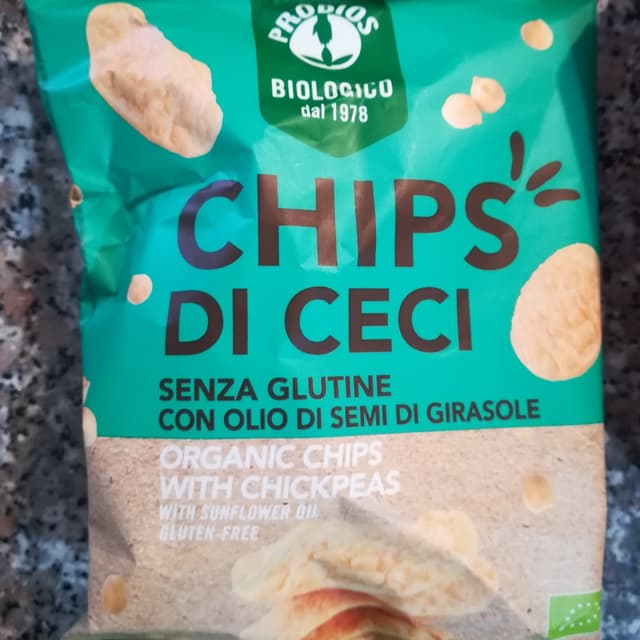 PROBIOS
BIOLOGICO
dal 1978
CHIPS
DI CECI
SENZA GLUTINE
CON OLIO DI SEMI DI GIRASOLE
ORGANIC CHIPS
WITH CHICKPEAS
WITH SUNFLOWER OIL
GLUTEN-FREE